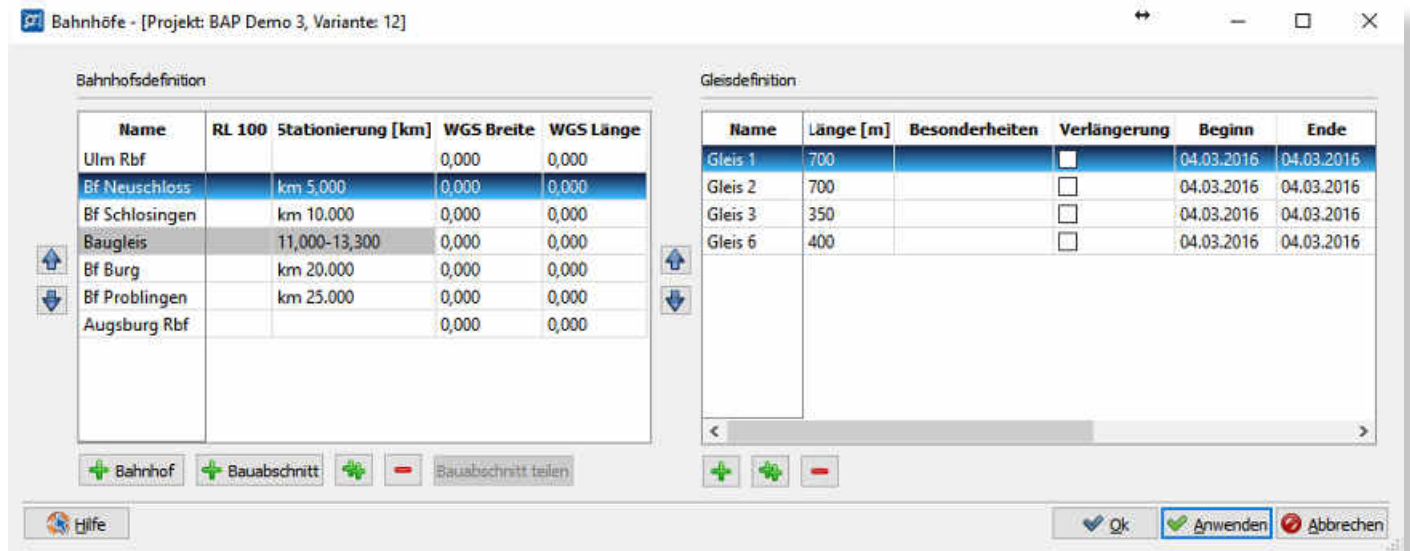 Bahnhöfe - [Projekt: BAP Demo 3, Variante: 12]
Bahnhofsdefinition
Name RL 100 Stationierung [km] WGS Breite WGS Länge
Ulm Rbf 0,000 0,000
Bf Neuschloss km 5,000 0,000 0,000
Bf Schlosingen km 10.000 0,000 0,000
Baugleis 11,000-13,300 0,000 0,000
Bf Burg km 20.000 0,000 0,000
Bf Problingen km 25.000 0,000 0,000
Augsburg Rbf 0,000 0,000
Bahnhof Bauabschnitt Bauabschnitt teilen
Gleisdefinition
Name Länge [m] Besonderheiten Verlängerung Beginn Ende
Gleis 1 700 04.03.2016 04.03.2016
Gleis 2 700 04.03.2016 04.03.2016
Gleis 3 350 04.03.2016 04.03.2016
Gleis 6 400 04.03.2016 04.03.2016
Hilfe Ok Anwenden Abbrechen